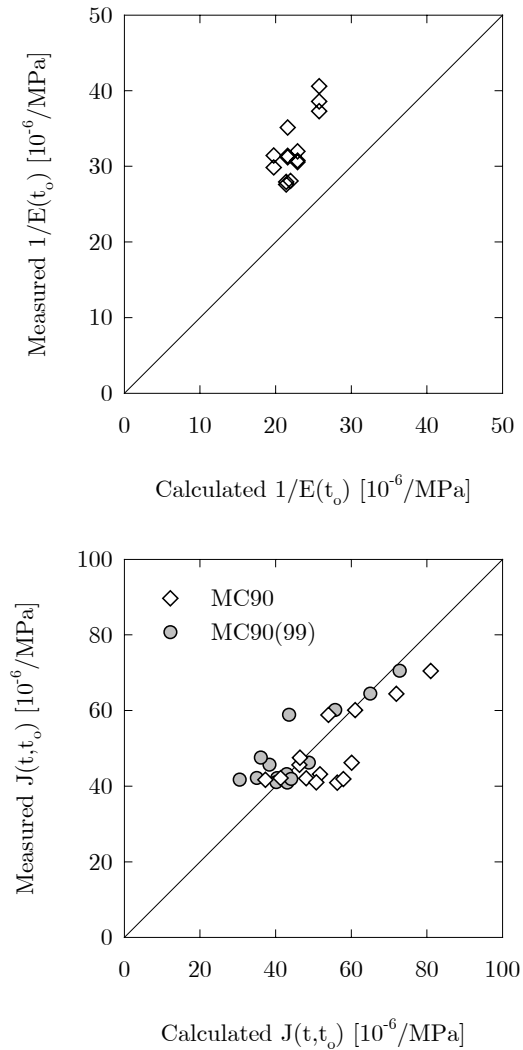 50
40
30
20
10
0
Measured 1/E(tₒ) [10⁻⁶/MPa]
0 10 20 30 40 50
Calculated 1/E(tₒ) [10⁻⁶/MPa]
100
80
60
40
20
0
Measured J(t,tₒ) [10⁻⁶/MPa]
MC90
MC90(99)
0 20 40 60 80 100
Calculated J(t,tₒ) [10⁻⁶/MPa]